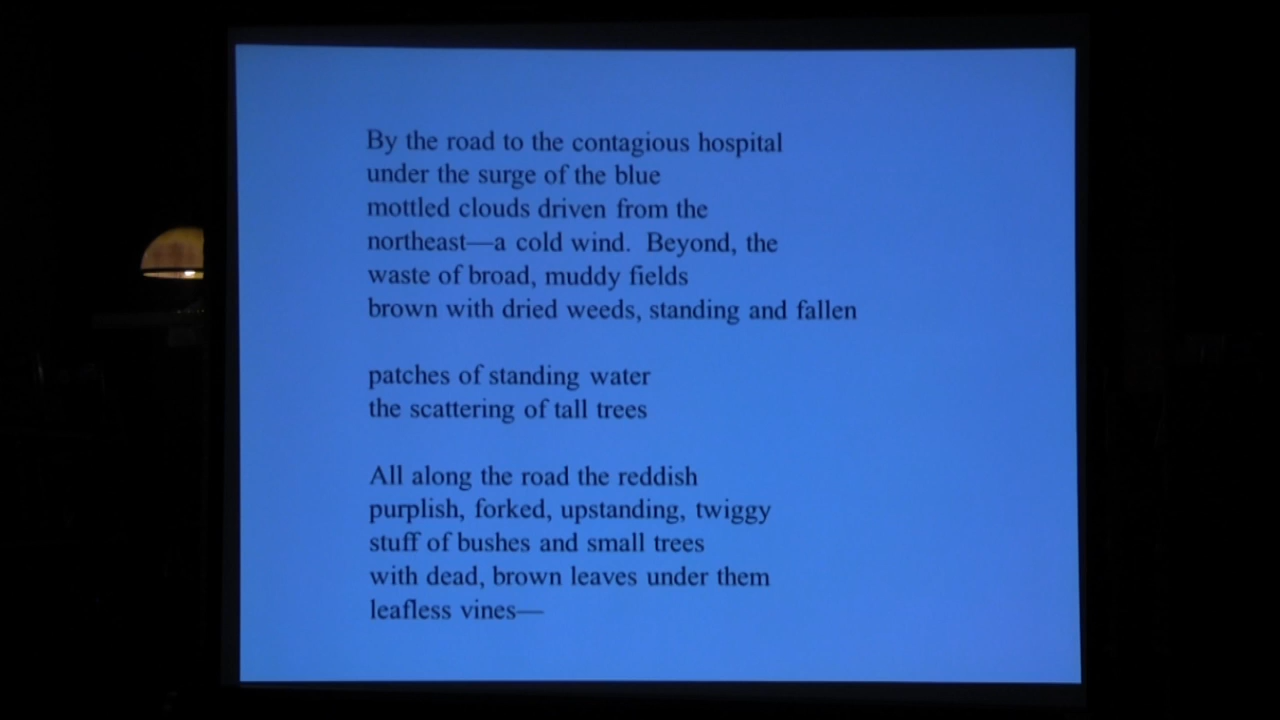 By the road to the contagious hospital
under the surge of the blue
mottled clouds driven from the
northeast—a cold wind.  Beyond, the
waste of broad, muddy fields
brown with dried weeds, standing and fallen

patches of standing water
the scattering of tall trees

All along the road the reddish
purplish, forked, upstanding, twiggy
stuff of bushes and small trees
with dead, brown leaves under them
leafless vines—